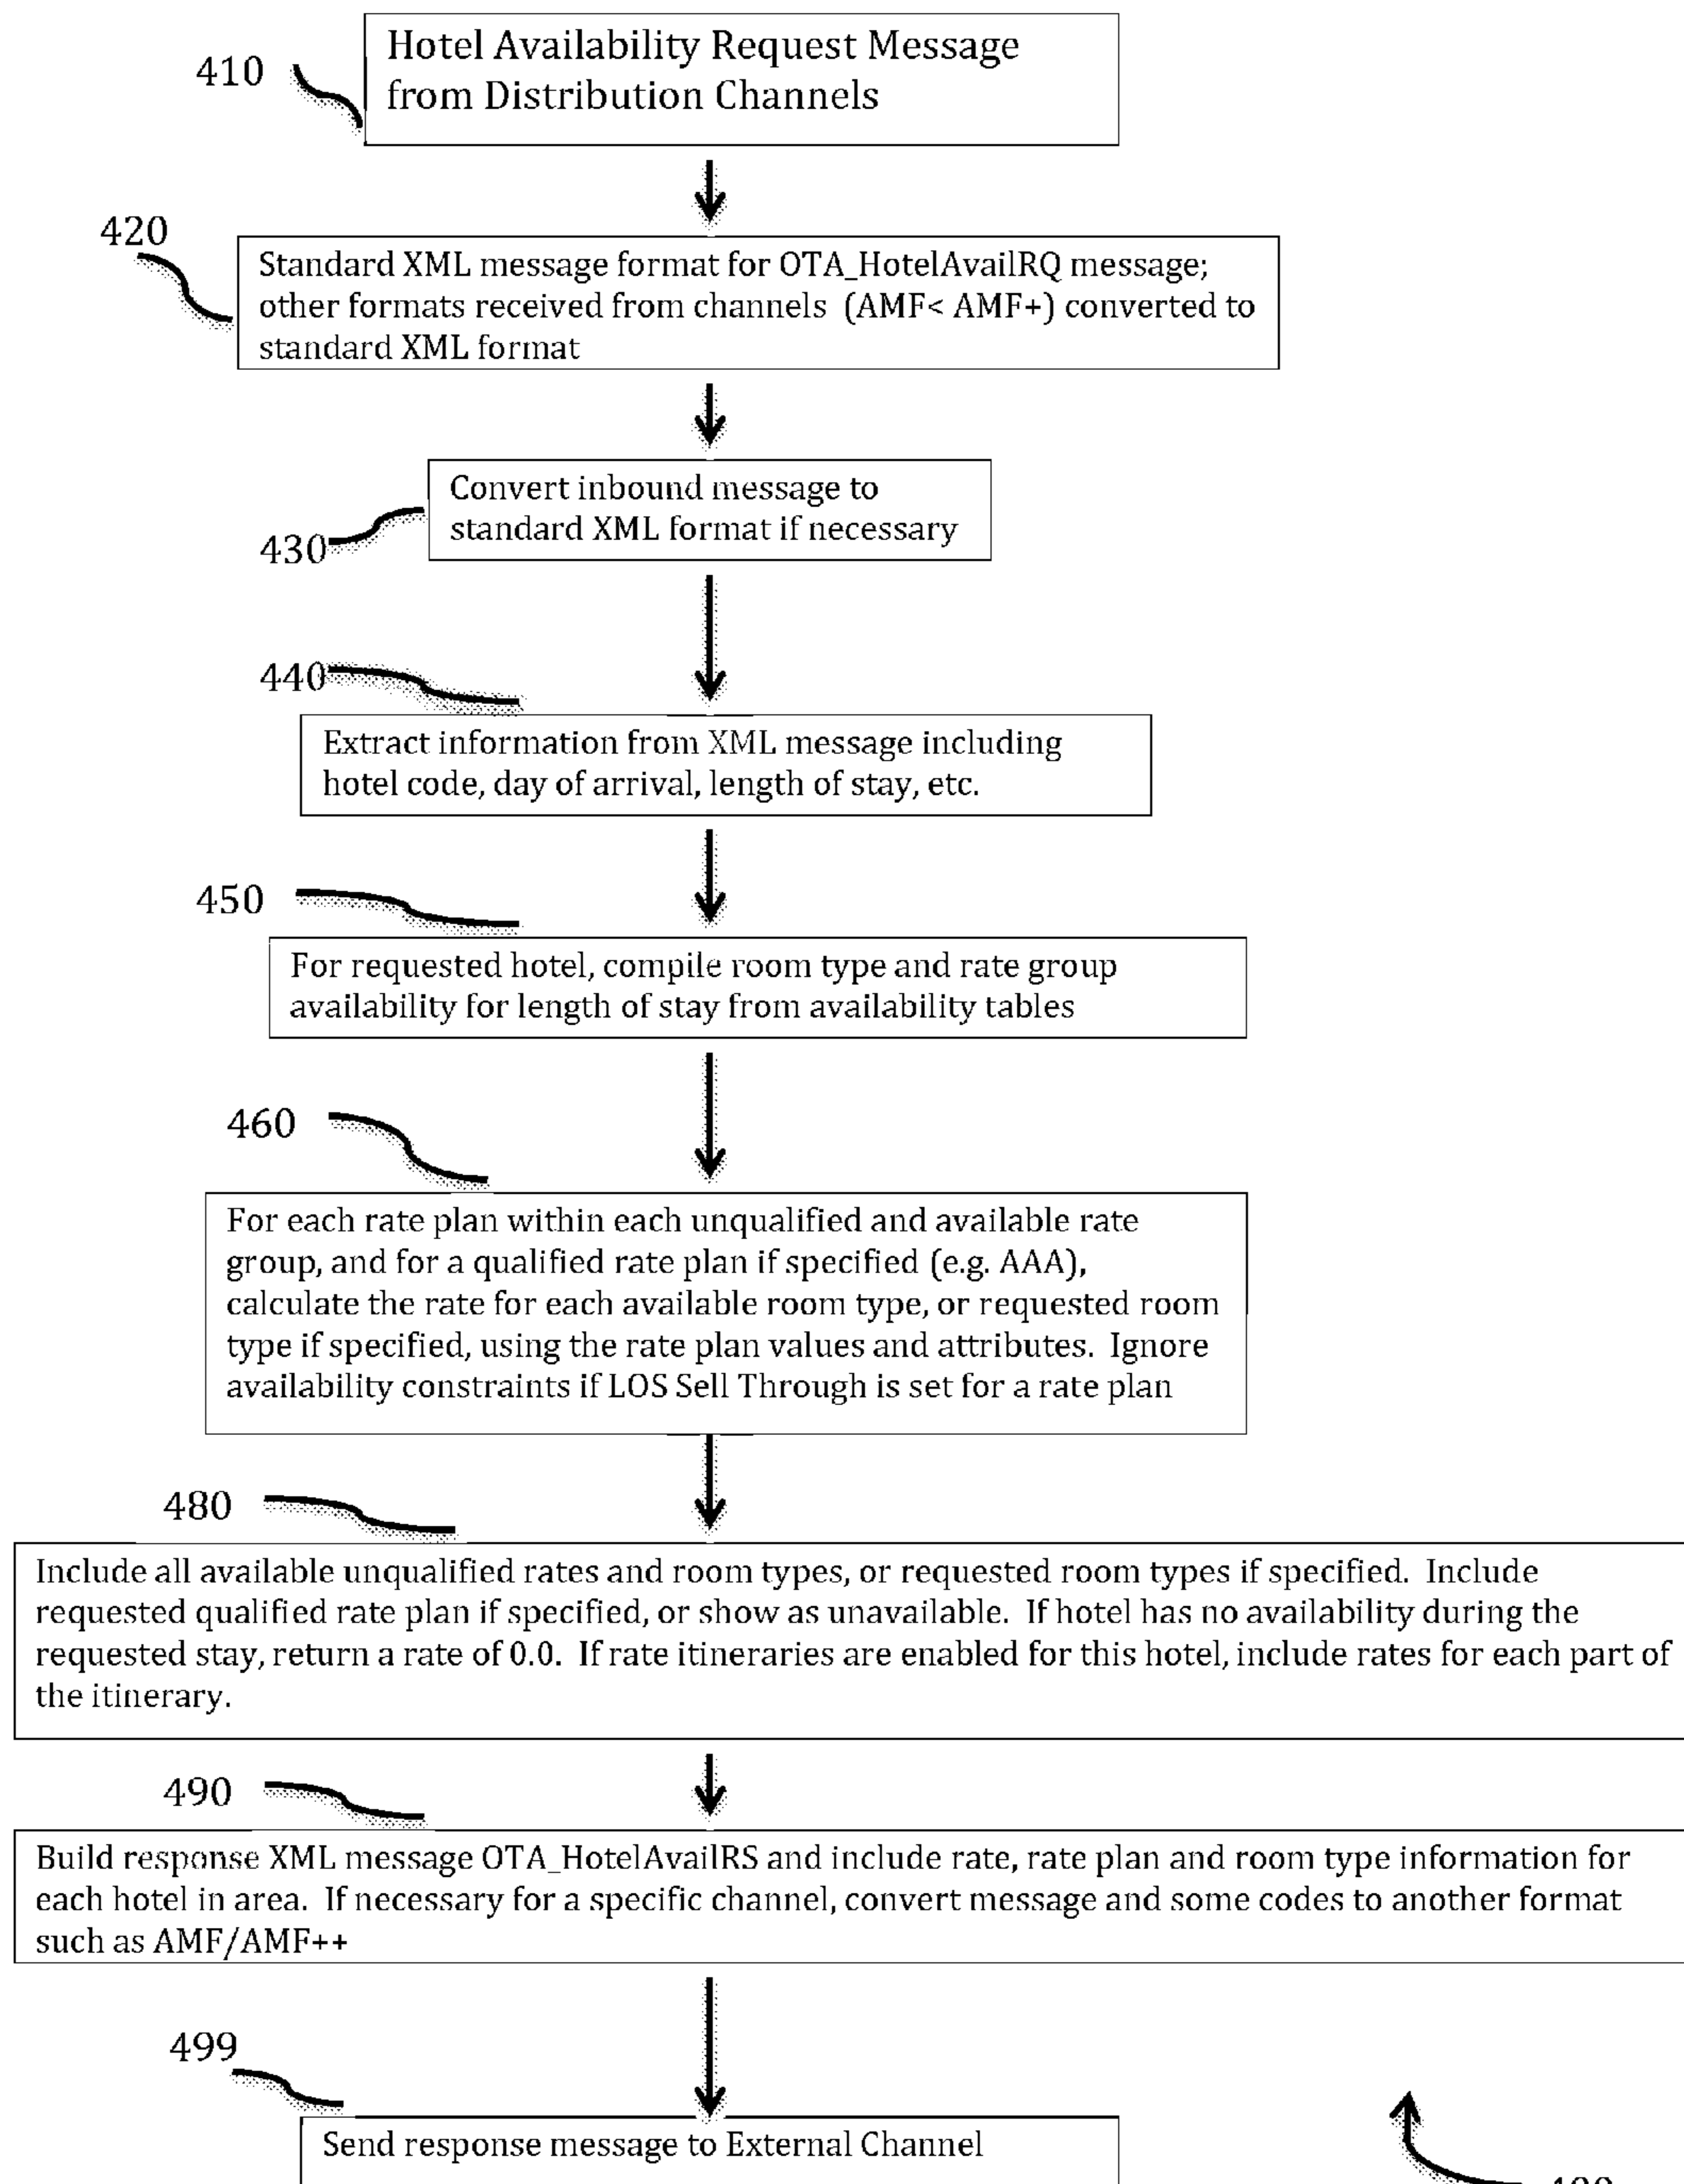 410
Hotel Availability Request Message
from Distribution Channels
420
Standard XML message format for OTA_HotelAvailRQ message;
other formats received from channels (AMF< AMF+) converted to
standard XML format
430
Convert inbound message to
standard XML format if necessary
440
Extract information from XML message including
hotel code, day of arrival, length of stay, etc.
450
For requested hotel, compile room type and rate group
availability for length of stay from availability tables
460
For each rate plan within each unqualified and available rate
group, and for a qualified rate plan if specified (e.g. AAA),
calculate the rate for each available room type, or requested room
type if specified, using the rate plan values and attributes. Ignore
availability constraints if LOS Sell Through is set for a rate plan
480
Include all available unqualified rates and room types, or requested room types if specified. Include
requested qualified rate plan if specified, or show as unavailable. If hotel has no availability during the
requested stay, return a rate of 0.0. If rate itineraries are enabled for this hotel, include rates for each part of
the itinerary.
490
Build response XML message OTA_HotelAvailRS and include rate, rate plan and room type information for
each hotel in area. If necessary for a specific channel, convert message and some codes to another format
such as AMF/AMF++
499
Send response message to External Channel